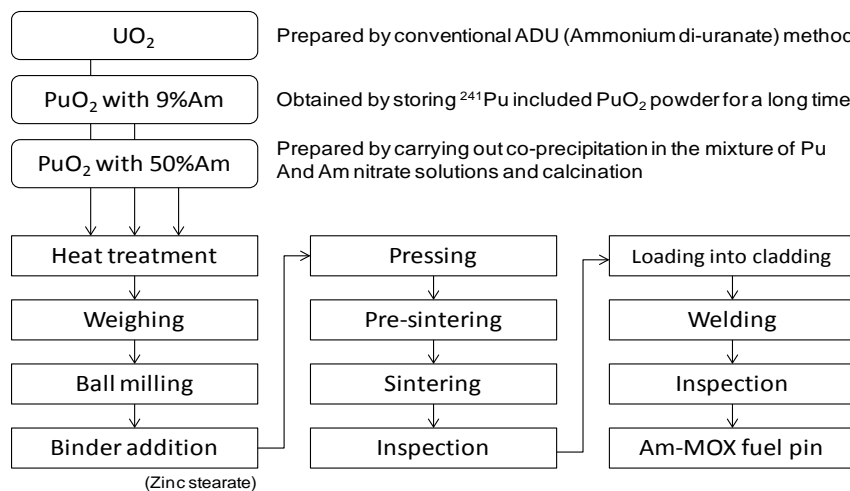 UO2
Prepared by conventional ADU (Ammonium di-uranate) method
PuO2 with 9%Am
Obtained by storing 241Pu included PuO2 powder for a long time
PuO2 with 50%Am
Prepared by carrying out co-precipitation in the mixture of Pu
And Am nitrate solutions and calcination
Heat treatment
Weighing
Ball milling
Binder addition
(Zinc stearate)
Pressing
Pre-sintering
Sintering
Inspection
Loading into cladding
Welding
Inspection
Am-MOX fuel pin